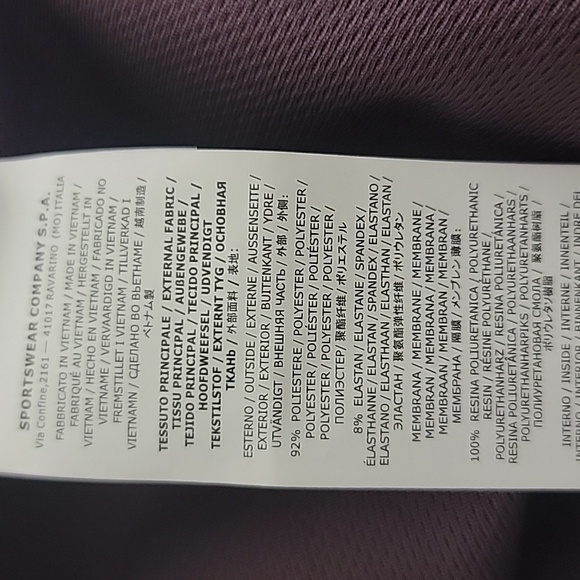 SPORTSWEAR COMPANY S.P.A.
Via Confine,2161 — 41017 RAVARINO (MO)ITALIA
FABBRICATO IN VIETNAM / MADE IN VIETNAM /
FABRIQUÉ AU VIETNAM / HERGESTELLT IN
VIETNAM / HECHO EN VIETNAM / FABRICADO NO
VIETNAME / VERVAARDIGD IN VIETNAM /
FREMSTILLET I VIETNAM / TILLVERKAD I
VIETNAMN / СДЕЛАНО ВО ВЬЕТНАМЕ / 越南制造 /
ベトナム製
TESSUTO PRINCIPALE / EXTERNAL FABRIC /
TISSU PRINCIPAL / AUßENGEWEBE /
TEJIDO PRINCIPAL / TECIDO PRINCIPAL /
HOOFDWEEFSEL / UDVENDIGT
TEKSTILSTOF / EXTERNT TYG / ОСНОВНАЯ
ТКАНЬ / 外部面料 / 表地:
ESTERNO / OUTSIDE / EXTERNE / AUSSENSEITE /
EXTERIOR / EXTERIOR / BUITENKANT / YDRE /
UTVÄNDIGT / ВНЕШНЯЯ ЧАСТЬ / 外部 / 外側:
92% POLIESTERE / POLYESTER / POLYESTER /
POLYESTER / POLIÉSTER / POLIÉSTER /
POLYESTER / POLYESTER / POLYESTER /
ПОЛИЭСТЕР/ 聚酯纤维 / ポリエステル
8% ELASTAN / ELASTANE / SPANDEX /
ÉLASTHANNE / ELASTAN / SPANDEX / ELASTANO /
ELASTANO / ELASTHAAN / ELASTHAN / ELASTAN /
ЭЛАСТАН / 聚氨酯弹性纤维 / ポリウレタン
MEMBRANA / MEMBRANE / MEMBRANE /
MEMBRAN / MEMBRANA / MEMBRANA /
MEMBRAAN / MEMBRAN / MEMBRAN /
МЕМБРАНА / 隔膜 / メンブレン 薄膜:
100% RESINA POLIURETANICA / POLYURETHANIC
RESIN / RÉSINE POLYURETHANE /
POLYURETHANHARZ / RESINA POLIURETÁNICA /
RESINA POLIURETÂNICA / POLYURETHAANHARS /
POLYURETHANHARPIKS / POLYURETANHARTS /
ПОЛИУРЕТАНОВАЯ СМОЛА / 聚氨酯树脂 /
ポリウレタン樹脂
INTERNO / INSIDE / INTERNE / INNENTEIL /